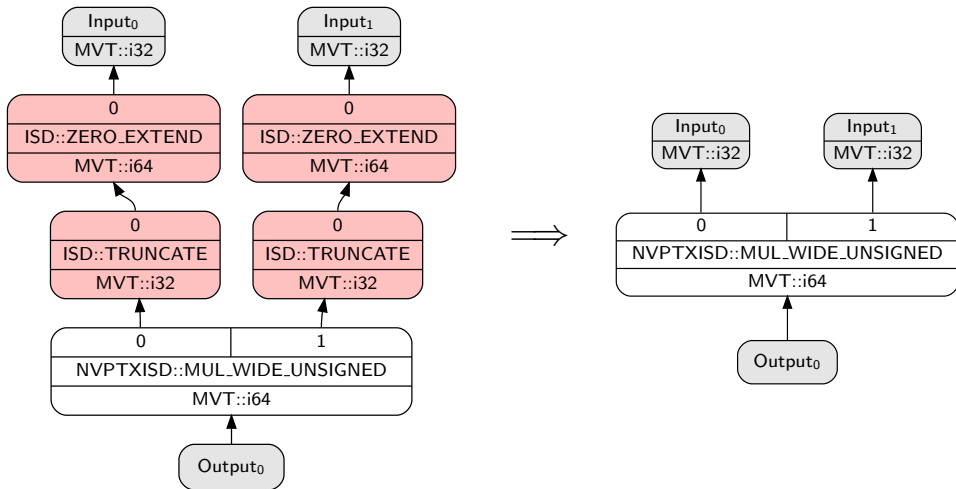 Input₀
MVT::i32
Input₁
MVT::i32
0
ISD::ZERO_EXTEND
MVT::i64
0
ISD::ZERO_EXTEND
MVT::i64
0
ISD::TRUNCATE
MVT::i32
0
ISD::TRUNCATE
MVT::i32
0 1
NVPTXISD::MUL_WIDE_UNSIGNED
MVT::i64
Output₀
⟹
Input₀
MVT::i32
Input₁
MVT::i32
0 1
NVPTXISD::MUL_WIDE_UNSIGNED
MVT::i64
Output₀